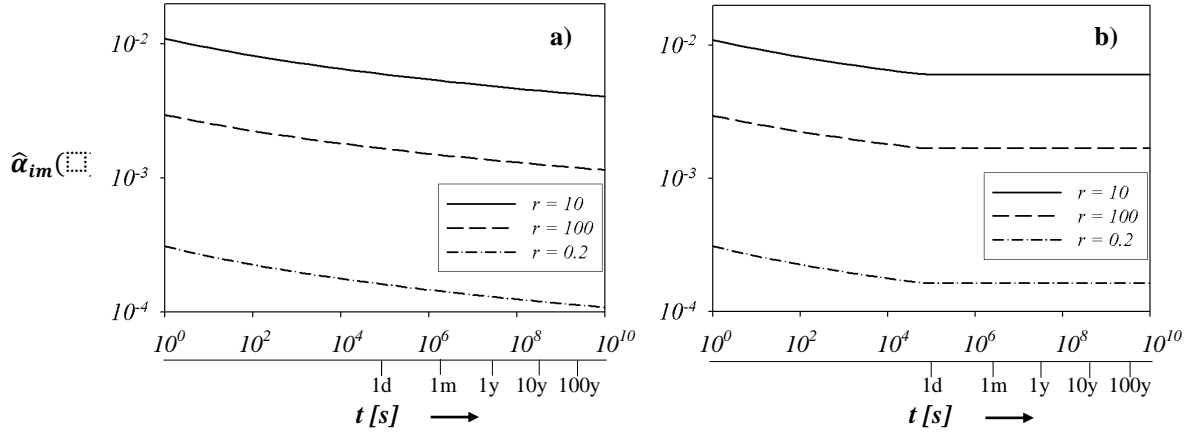 a)
10⁻²
10⁻³
10⁻⁴
α̂ᵢₘ(
r = 10
r = 100
r = 0.2
10⁰ 10² 10⁴ 10⁶ 10⁸ 10¹⁰
1d 1m 1y 10y 100y
t [s]
b)
10⁻²
10⁻³
10⁻⁴
r = 10
r = 100
r = 0.2
10⁰ 10² 10⁴ 10⁶ 10⁸ 10¹⁰
1d 1m 1y 10y 100y
t [s]